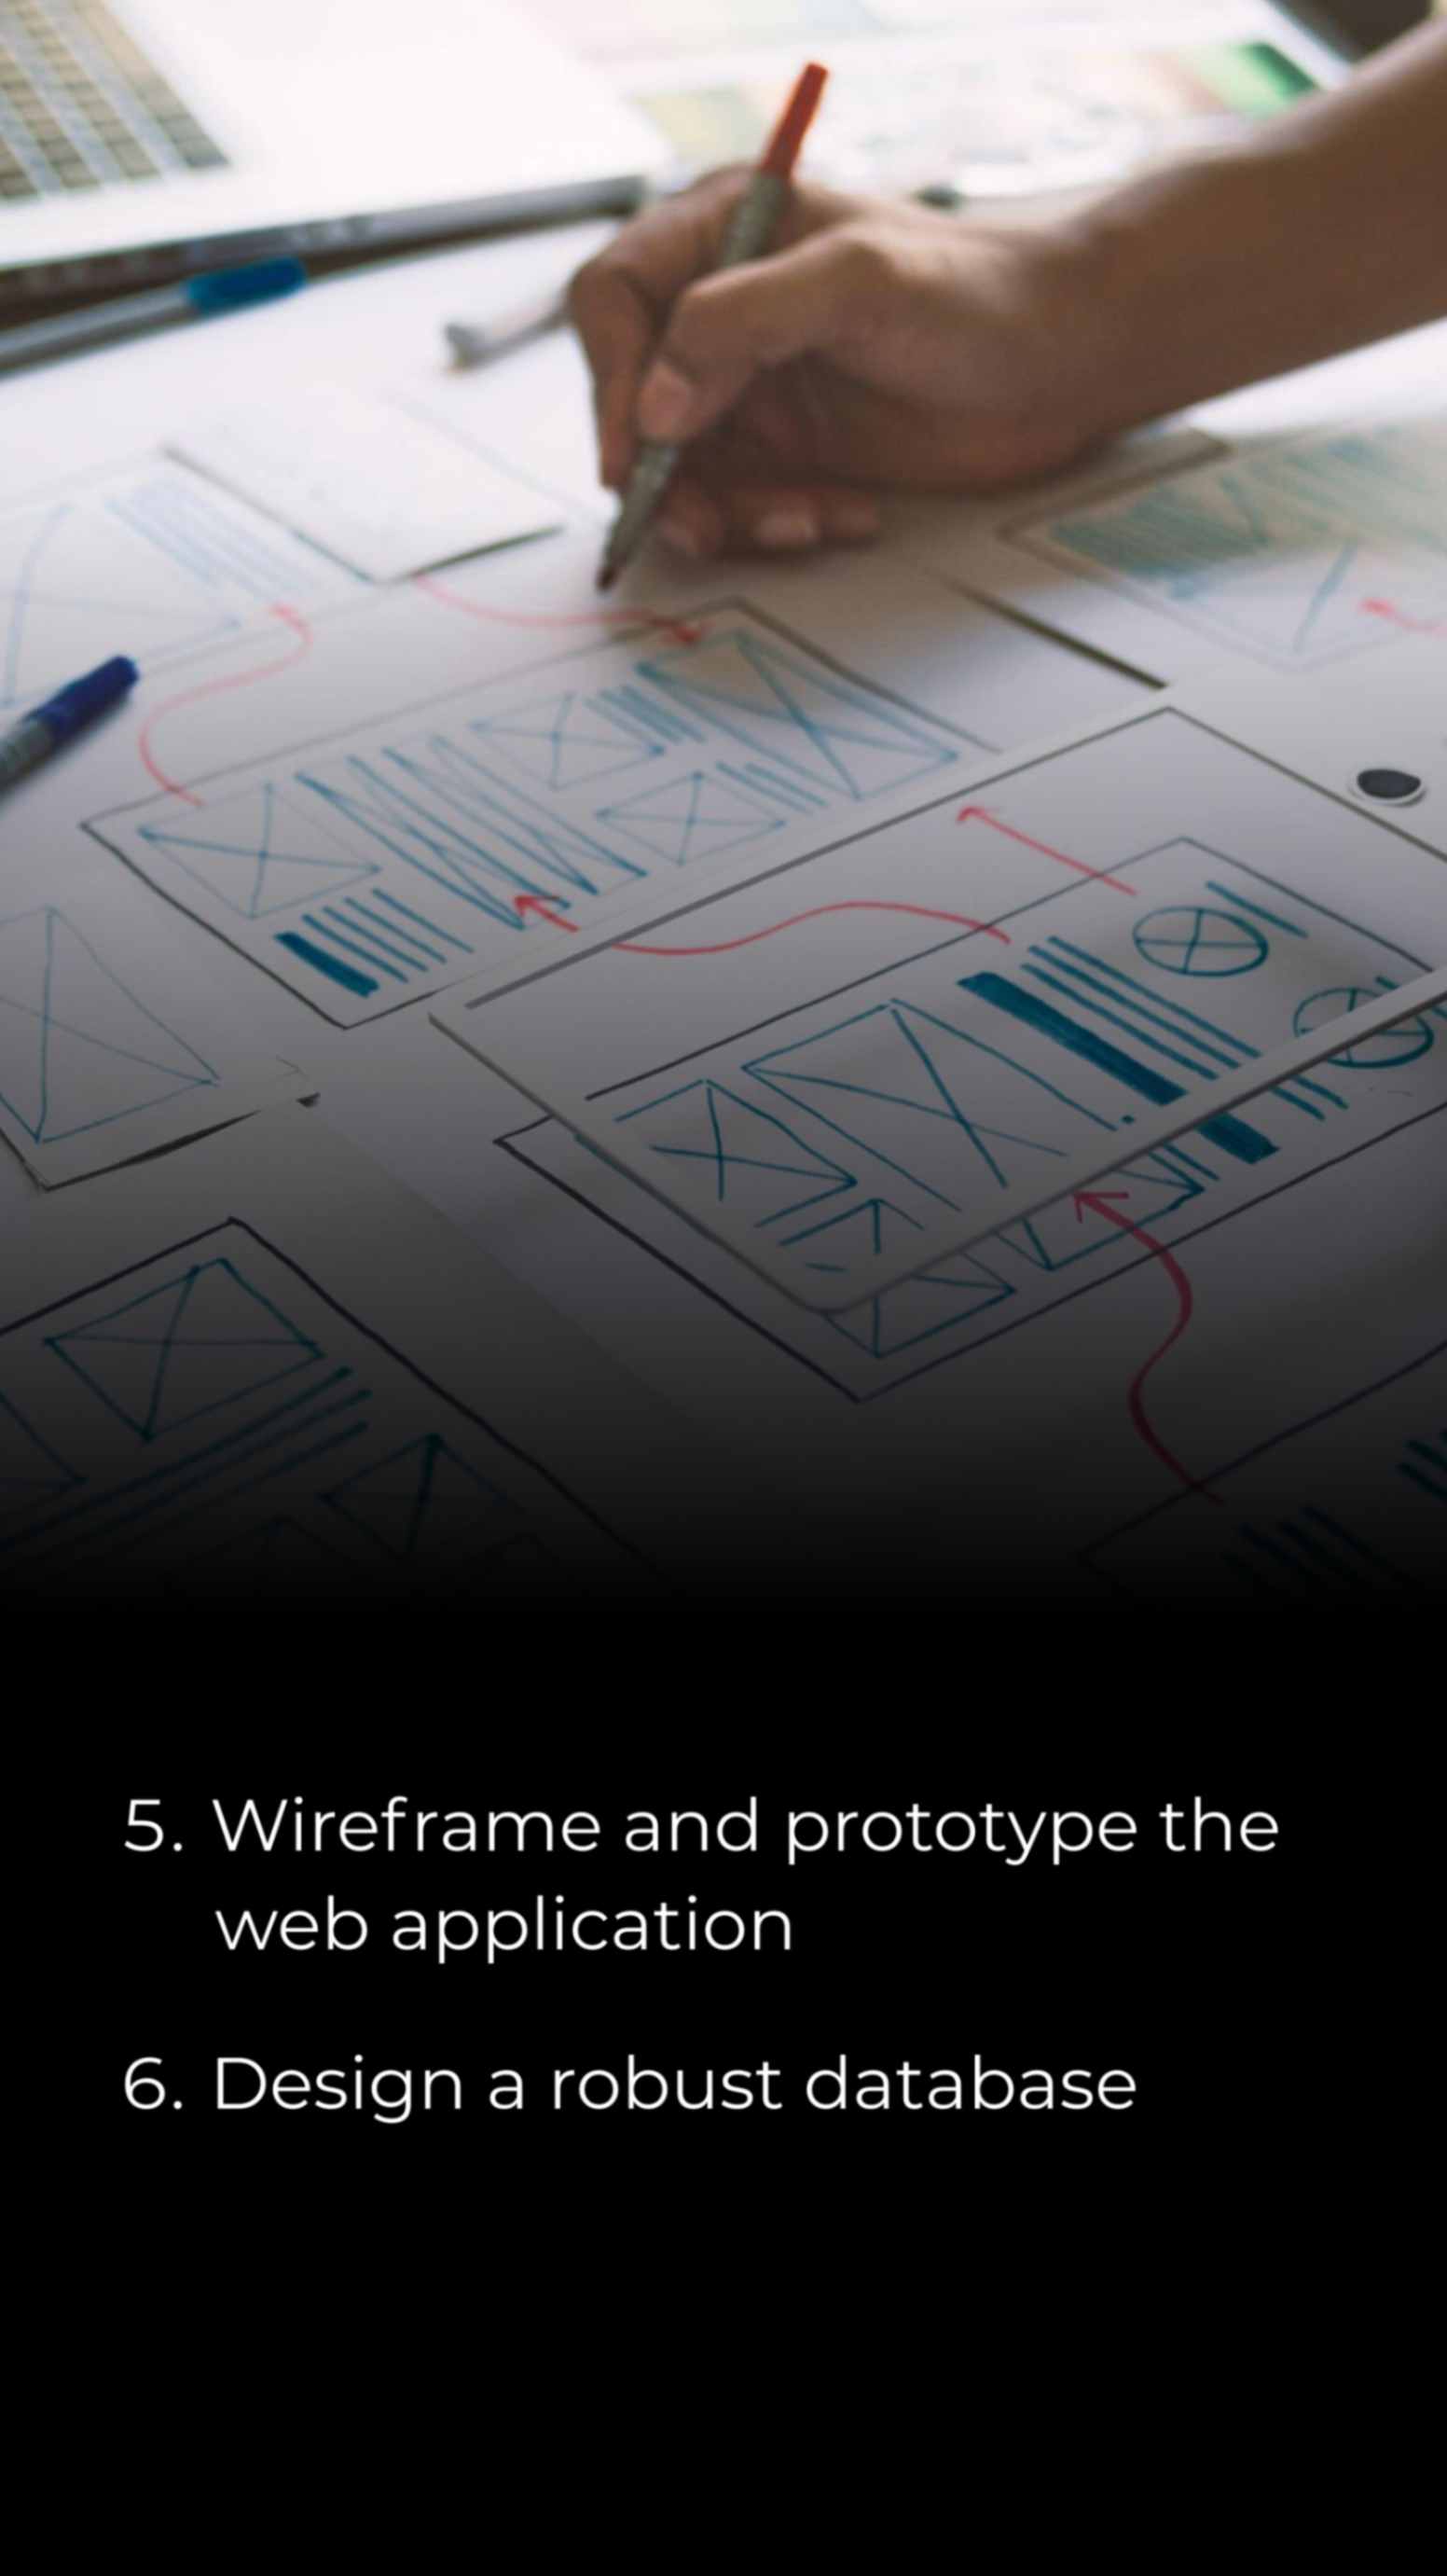 5. Wireframe and prototype the
web application
6. Design a robust database